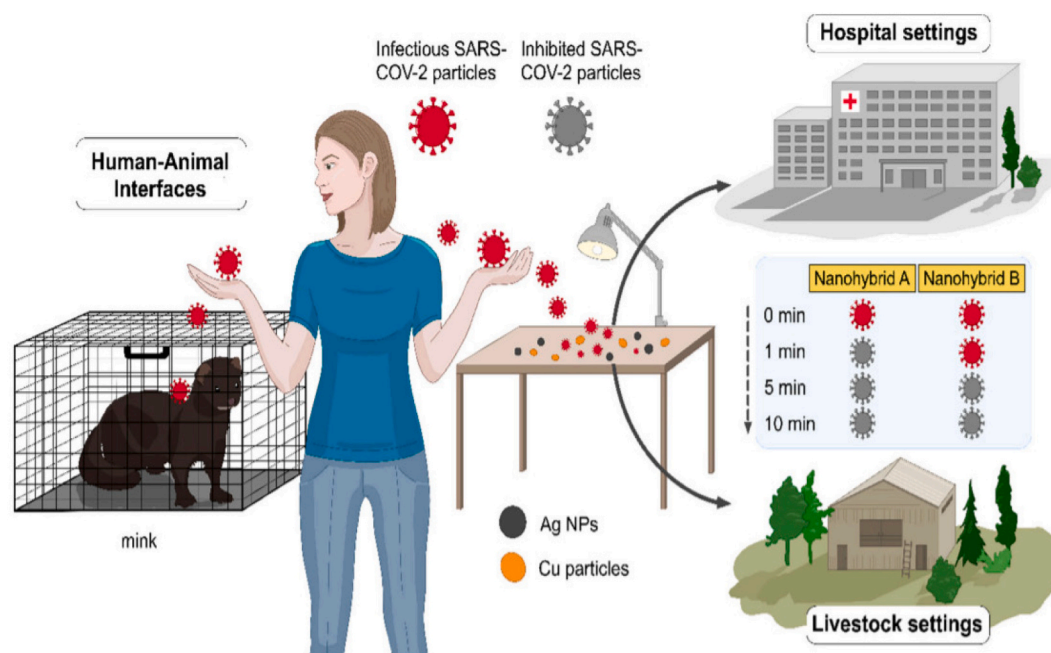 Infectious SARS-
COV-2 particles
Inhibited SARS-
COV-2 particles
Hospital settings
Human-Animal
Interfaces
Nanohybrid A
Nanohybrid B
0 min
1 min
5 min
10 min
mink
Ag NPs
Cu particles
Livestock settings